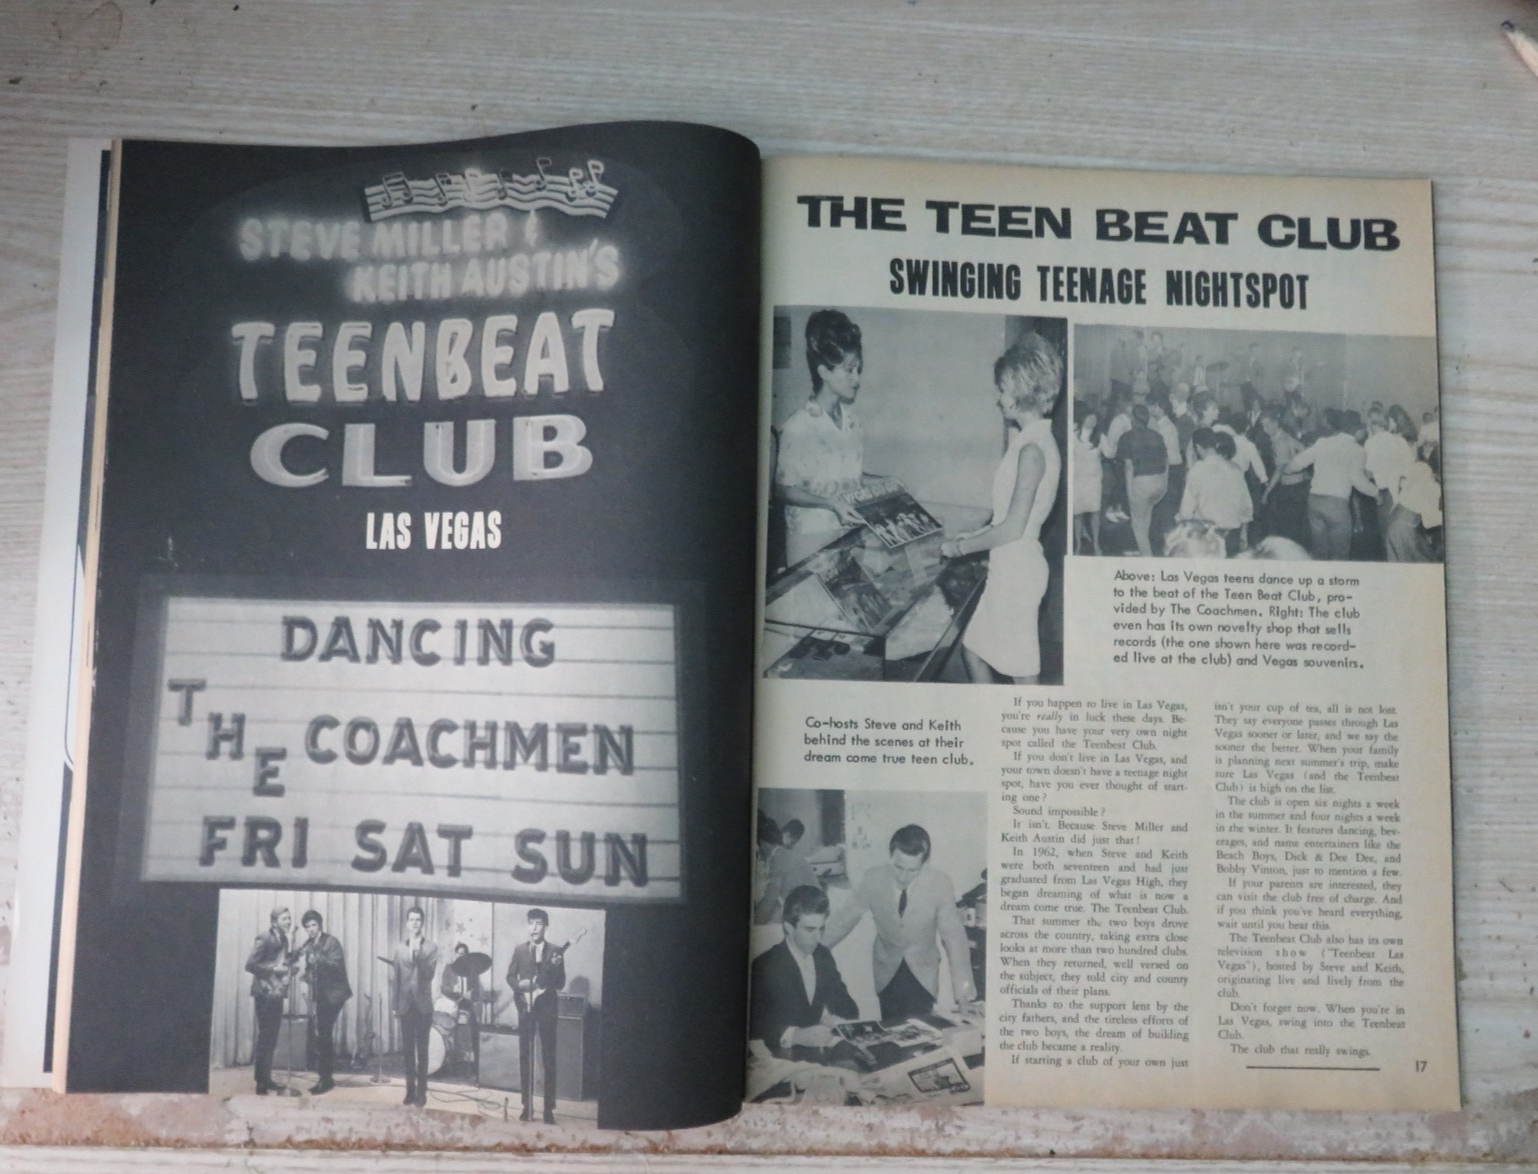 STEVE MILLER &
KEITH AUSTIN'S
TEENBEAT
CLUB
LAS VEGAS
DANCING
THE COACHMEN
FRI SAT SUN
THE TEEN BEAT CLUB
SWINGING TEENAGE NIGHTSPOT
Above: Las Vegas teens dance up a storm
to the beat of the Teen Beat Club, pro-
vided by The Coachmen. Right: The club
even has its own novelty shop that sells
records (the one shown here was record-
ed live at the club) and Vegas souvenirs.
Co-hosts Steve and Keith
behind the scenes at their
dream come true teen club.
If you happen to live in Las Vegas,
you're really in luck these days. Be-
cause you have your very own night
spot called the Teenbeat Club.
If you don't live in Las Vegas, and
your town doesn't have a teenage night
spot, have you ever thought of start-
ing one?
Sound impossible?
It isn't. Because Steve Miller and
Keith Austin did just that!
In 1962, when Steve and Keith
were both seventeen and had just
graduated from Las Vegas High, they
began dreaming of what is now a
dream come true. The Teenbeat Club.
That summer the two boys drove
across the country, taking extra close
looks at more than two hundred clubs.
When they returned, well versed on
the subject, they told city and county
officials of their plans.
Thanks to the support lent by the
city fathers, and the tireless efforts of
the two boys, the dream of building
the club became a reality.
If starting a club of your own just
isn't your cup of tea, all is not lost.
They say everyone passes through Las
Vegas sooner or later, and we say the
sooner the better. When your family
is planning next summer's trip, make
sure Las Vegas (and the Teenbeat
Club) is high on the list.
The club is open six nights a week
in the summer and four nights a week
in the winter. It features dancing, bev-
erages, and name entertainers like the
Beach Boys, Dick & Dee Dee, and
Bobby Vinton, just to mention a few.
If your parents are interested, they
can visit the club free of charge. And
if you think you've heard everything,
wait until you hear this.
The Teenbeat Club also has its own
television show ("Teenbeat Las
Vegas"), hosted by Steve and Keith,
originating live and lively from the
club.
Don't forget now. When you're in
Las Vegas, swing into the Teenbeat
Club.
The club that really swings.
17